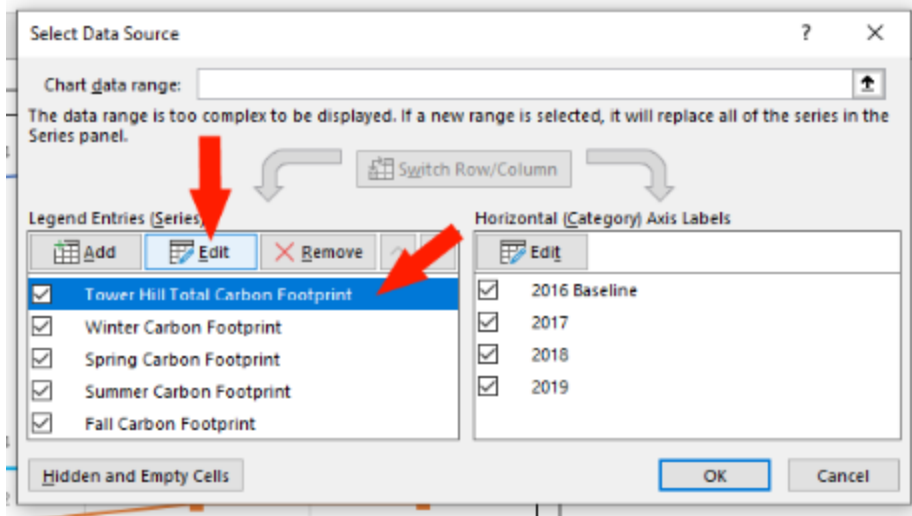 Select Data Source
? ×
Chart data range:
The data range is too complex to be displayed. If a new range is selected, it will replace all of the series in the
Series panel.
Switch Row/Column
Legend Entries (Series)
Horizontal (Category) Axis Labels
Add Edit Remove
Edit
Tower Hill Total Carbon Footprint
2016 Baseline
Winter Carbon Footprint
2017
Spring Carbon Footprint
2018
Summer Carbon Footprint
2019
Fall Carbon Footprint
Hidden and Empty Cells
OK Cancel